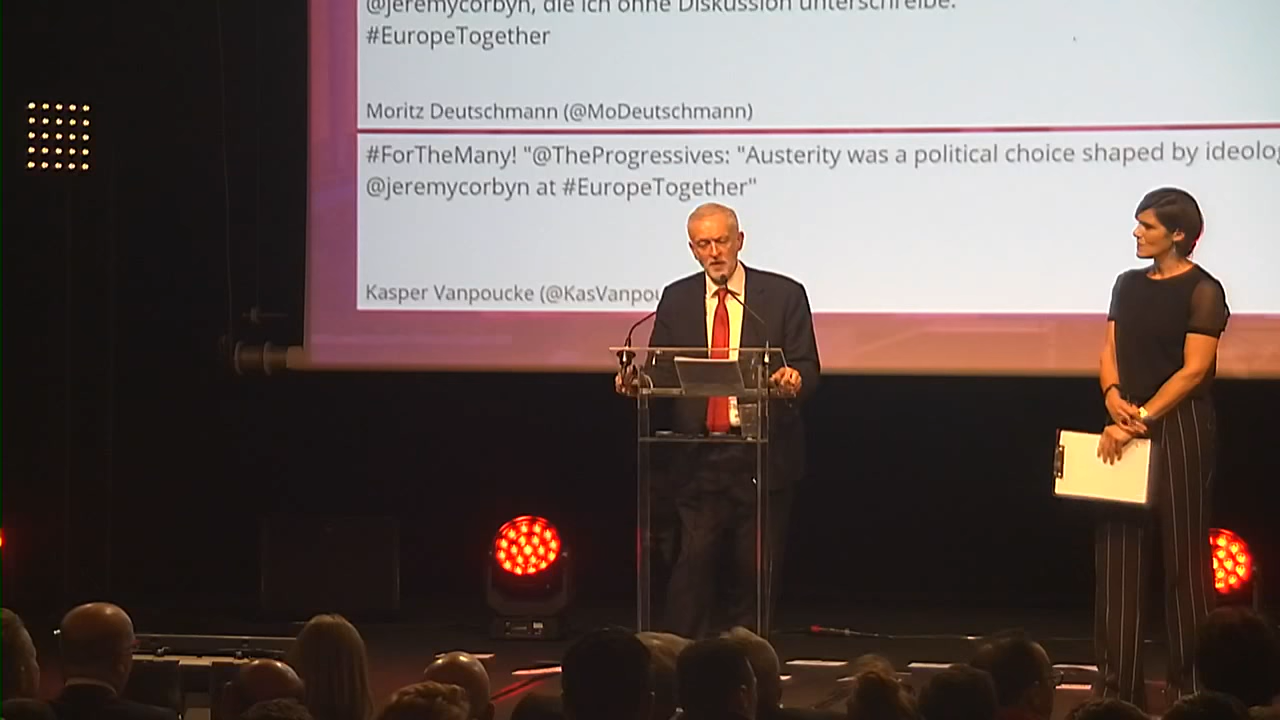 @jeremycorbyn, die ich ohne Diskussion unterschreibe.
#EuropeTogether
Moritz Deutschmann (@MoDeutschmann)
#ForTheMany! "@TheProgressives: "Austerity was a political choice shaped by ideolog
@jeremycorbyn at #EuropeTogether"
Kasper Vanpoucke (@KasVanpou